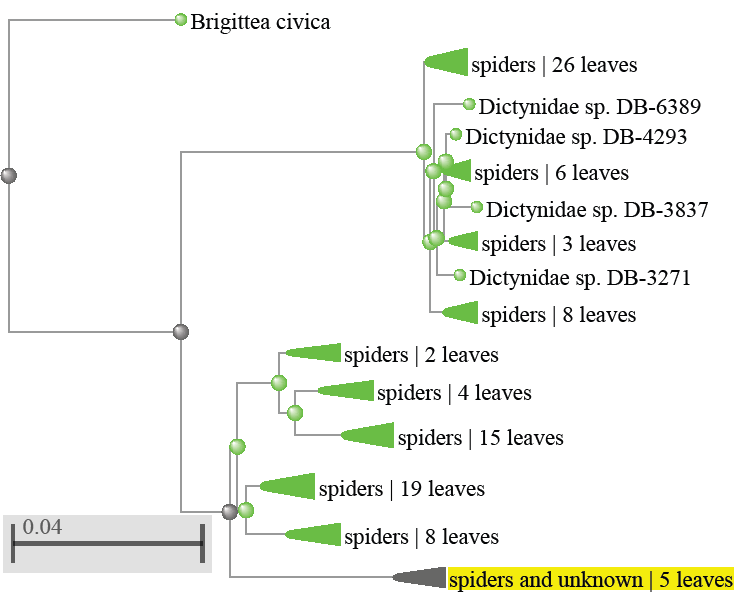 Brigittea civica
spiders | 26 leaves
Dictynidae sp. DB-6389
Dictynidae sp. DB-4293
spiders | 6 leaves
Dictynidae sp. DB-3837
spiders | 3 leaves
Dictynidae sp. DB-3271
spiders | 8 leaves
spiders | 2 leaves
spiders | 4 leaves
spiders | 15 leaves
spiders | 19 leaves
0.04
spiders | 8 leaves
spiders and unknown | 5 leaves